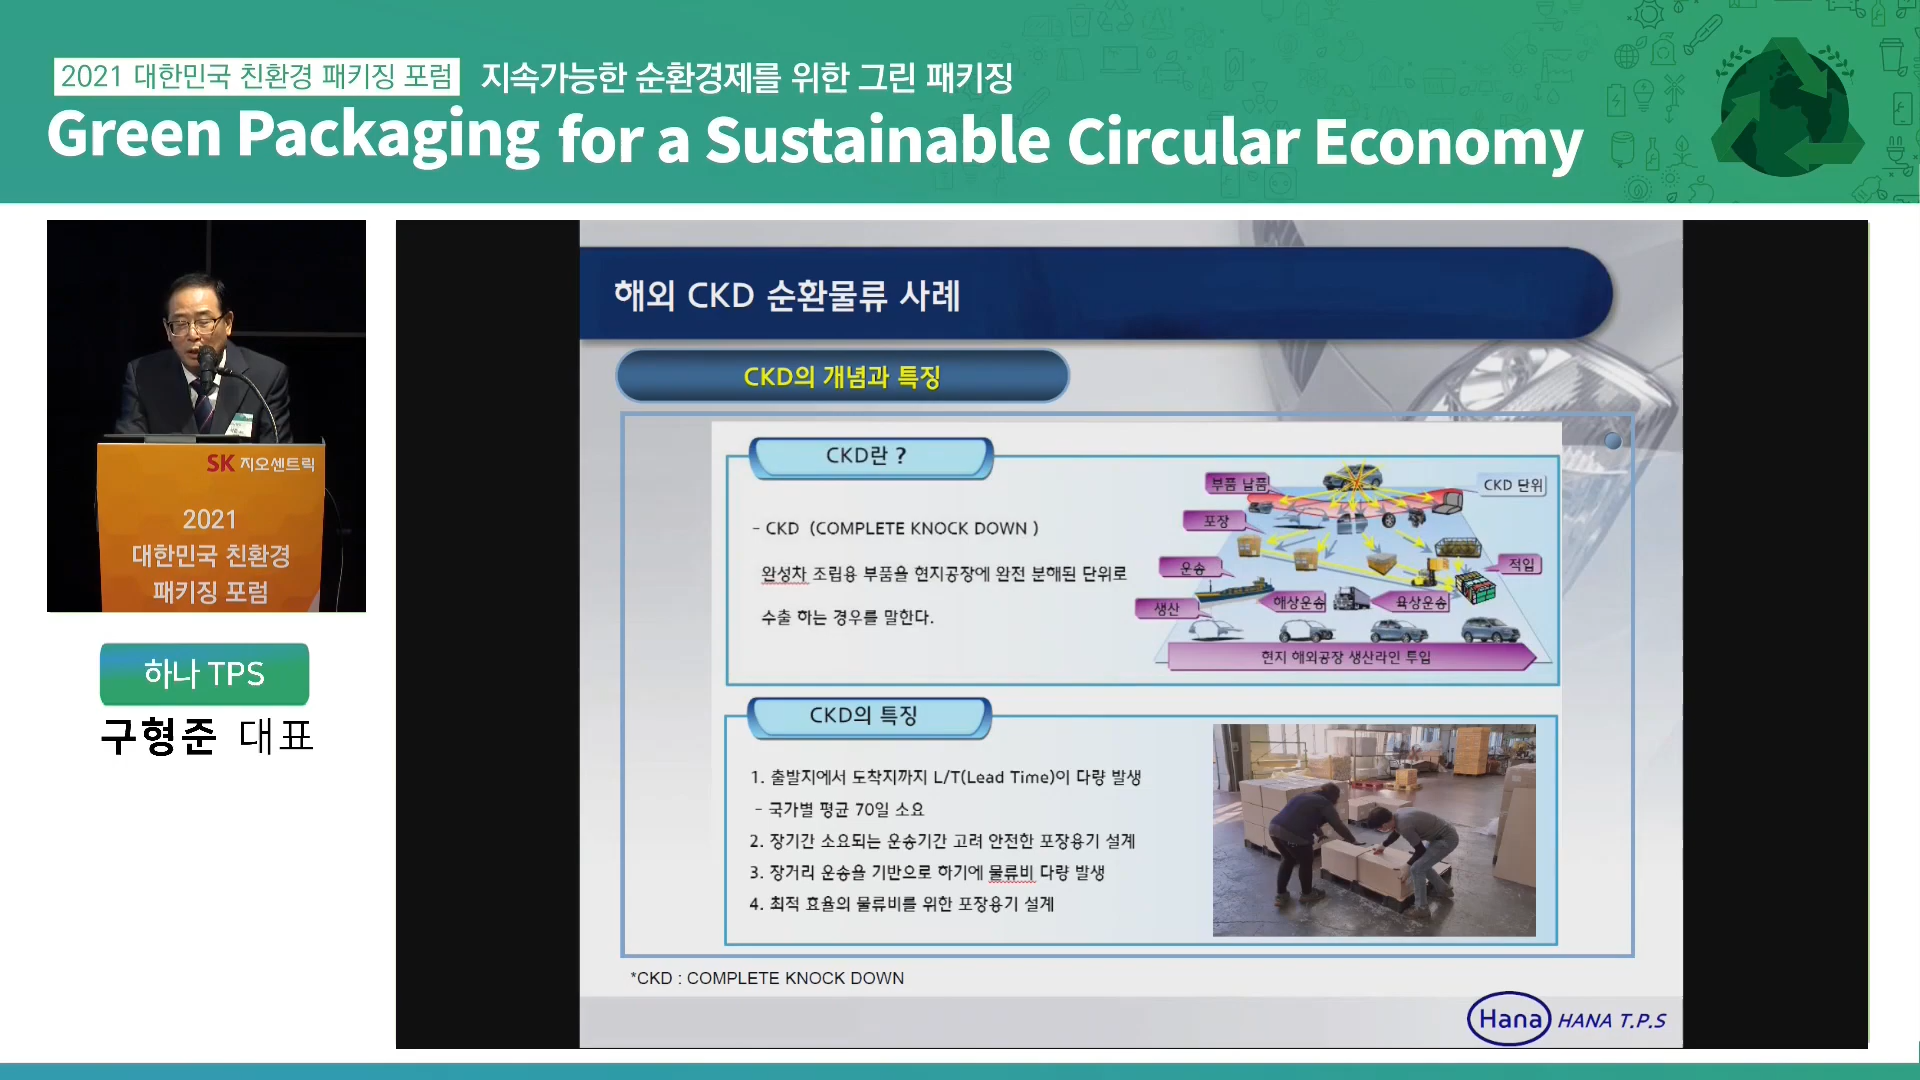 2021 대한민국 친환경 패키징 포럼 지속가능한 순환경제를 위한 그린 패키징
Green Packaging for a Sustainable Circular Economy
SK 지오센트릭
2021
대한민국 친환경
패키징 포럼
하나 TPS
구형준 대표
해외 CKD 순환물류 사례
CKD의 개념과 특징
CKD란 ?
- CKD (COMPLETE KNOCK DOWN )
완성차 조립용 부품을 현지공장에 완전 분해된 단위로
수출 하는 경우를 말한다.
부품 납품
CKD 단위
포장
운송
적입
생산
해상운송
육상운송
현지 해외공장 생산라인 투입
CKD의 특징
1. 출발지에서 도착지까지 L/T(Lead Time)이 다량 발생
- 국가별 평균 70일 소요
2. 장기간 소요되는 운송기간 고려 안전한 포장용기 설계
3. 장거리 운송을 기반으로 하기에 물류비 다량 발생
4. 최적 효율의 물류비를 위한 포장용기 설계
*CKD : COMPLETE KNOCK DOWN
Hana HANA T.P.S